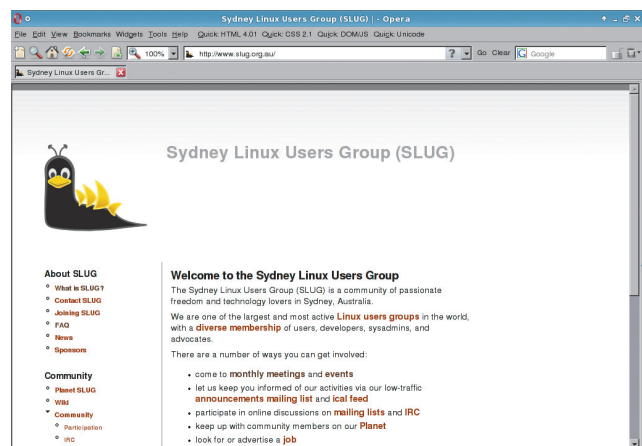 Sydney Linux Users Group (SLUG) | - Opera
File Edit View Bookmarks Widgets Tools Help Quick: HTML 4.01 Quick: CSS 2.1 Quick: DOMJS Quick: Unicode
100% http://www.slug.org.au/ ? Go Clear G Google
Sydney Linux Users Gr...
Sydney Linux Users Group (SLUG)
About SLUG
What is SLUG?
Contact SLUG
Joining SLUG
FAQ
News
Sponsors
Community
Planet SLUG
Wiki
Community
Participation
IRC
Welcome to the Sydney Linux Users Group
The Sydney Linux Users Group (SLUG) is a community of passionate
freedom and technology lovers in Sydney, Australia.
We are one of the largest and most active Linux users groups in the world,
with a diverse membership of users, developers, sysadmins, and
advocates.
There are a number of ways you can get involved:
come to monthly meetings and events
let us keep you informed of our activities via our low-traffic
announcements mailing list and ical feed
participate in online discussions on mailing lists and IRC
keep up with community members on our Planet
look for or advertise a job